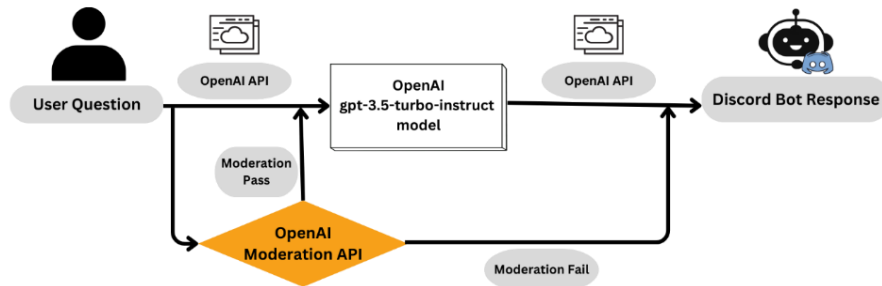 OpenAI API
OpenAI API
User Question
OpenAI
gpt-3.5-turbo-instruct
model
Discord Bot Response
Moderation
Pass
OpenAI
Moderation API
Moderation Fail